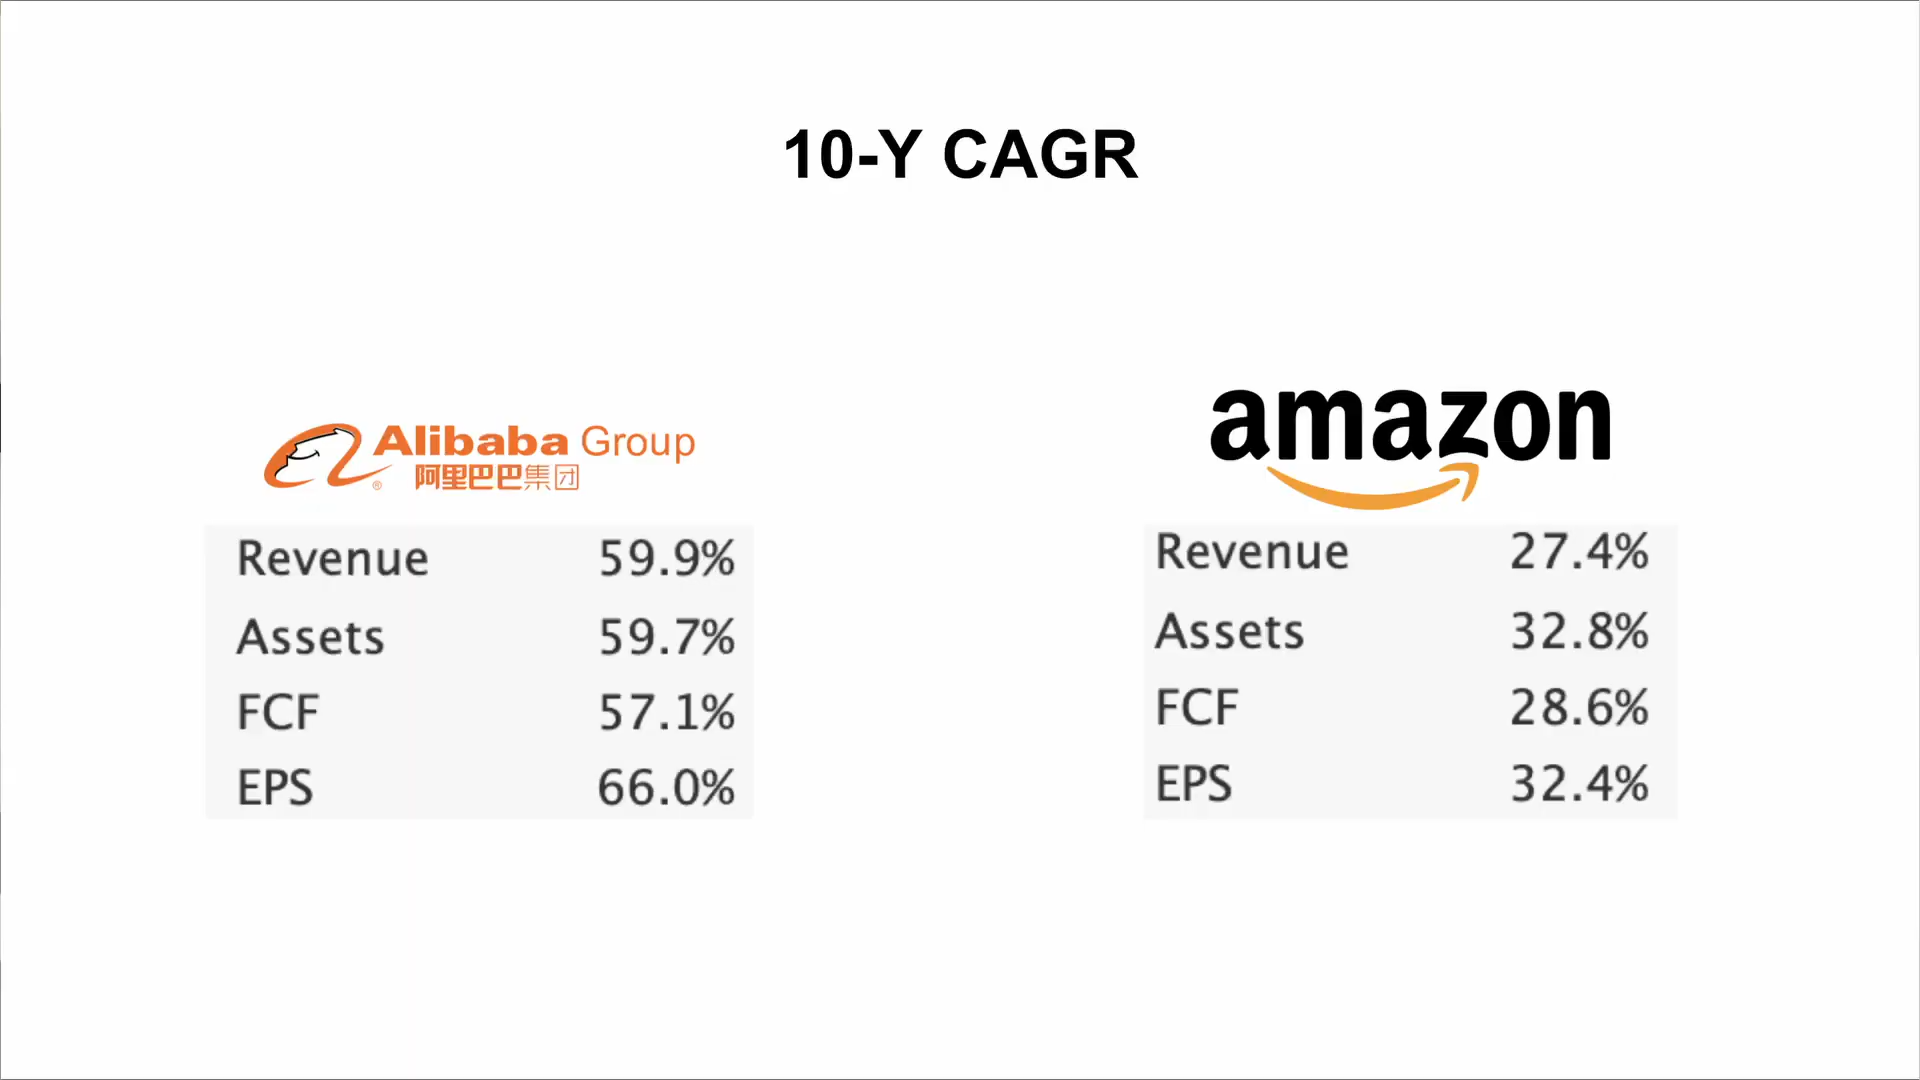 10-Y CAGR
Alibaba Group
阿里巴巴集团
®
Revenue 59.9%
Assets 59.7%
FCF 57.1%
EPS 66.0%
amazon
Revenue 27.4%
Assets 32.8%
FCF 28.6%
EPS 32.4%